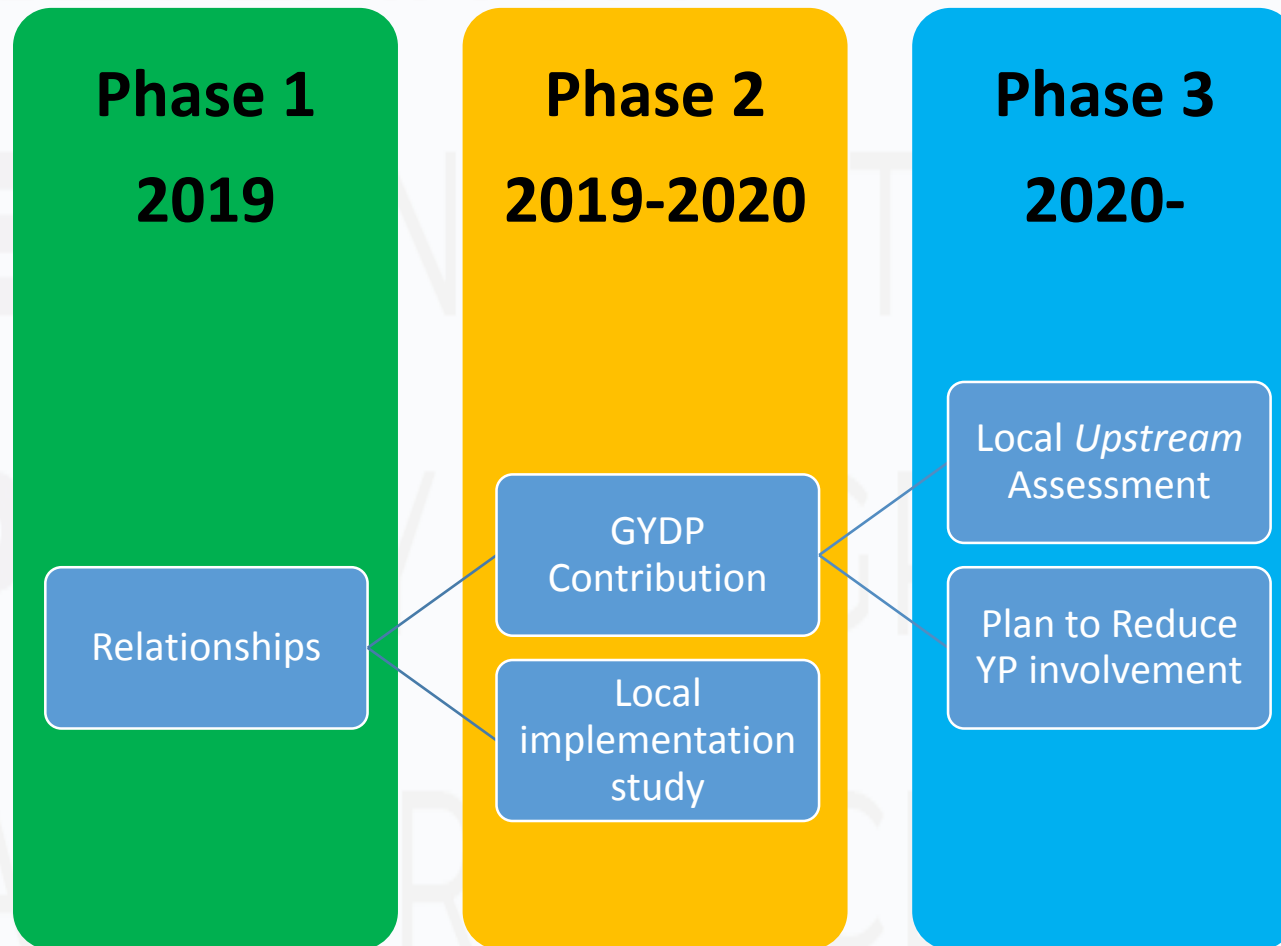 Phase 1
2019
Relationships
Phase 2
2019-2020
GYDP
Contribution
Local
implementation
study
Phase 3
2020-
Local Upstream
Assessment
Plan to Reduce
YP involvement